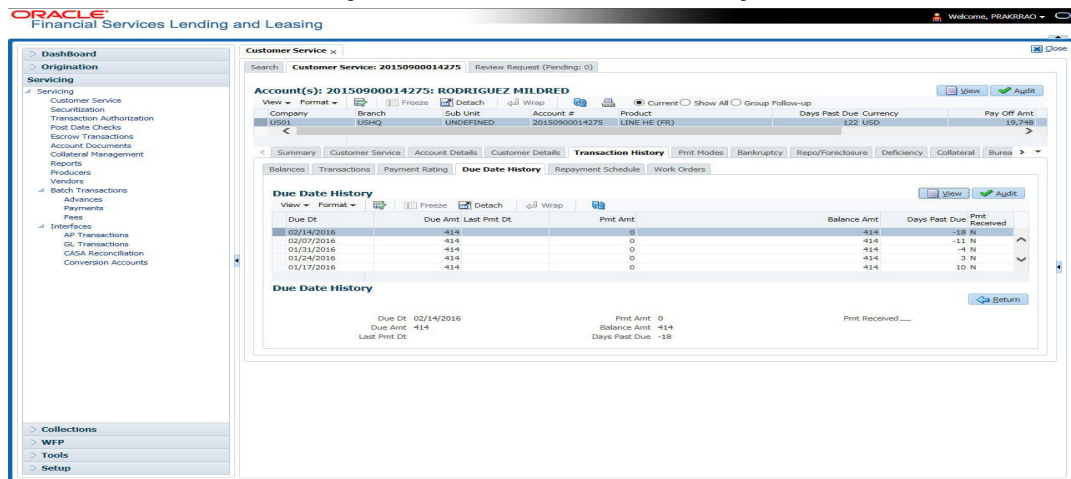 ORACLE
Financial Services Lending and Leasing
Welcome, PRAKRRAO
Close
DashBoard
Origination
Servicing
Servicing
Customer Service
Securitization
Transaction Authorization
Post Date Checks
Escrow Transactions
Account Documents
Collateral Management
Reports
Producers
Vendors
Batch Transactions
Advances
Payments
Fees
Interfaces
AP Transactions
GL Transactions
CASA Reconciliation
Conversion Accounts
Collections
WFP
Tools
Setup
Customer Service
Search Customer Service: 20150900014275 Review Request (Pending: 0)
Account(s): 20150900014275: RODRIGUEZ MILDRED View Audit
View Format Freeze Detach Wrap Current Show All Group Follow-up
Company Branch Sub Unit Account # Product Days Past Due Currency Pay Off Amt
US01 USHQ UNDEFINED 20150900014275 LINE HE (FR) 122 USD 19,748
Summary Customer Service Account Details Customer Details Transaction History Pmt Modes Bankruptcy Repo/Foreclosure Deficiency Collateral Burea
Balances Transactions Payment Rating Due Date History Repayment Schedule Work Orders
Due Date History View Audit
View Format Freeze Detach Wrap
Due Dt Due Amt Last Pmt Dt Pmt Amt Balance Amt Days Past Due Pmt Received
02/14/2016 414 0 414 -18 N
02/07/2016 414 0 414 -11 N
01/31/2016 414 0 414 -4 N
01/24/2016 414 0 414 3 N
01/17/2016 414 0 414 10 N
Due Date History
Return
Due Dt 02/14/2016 Pmt Amt 0 Pmt Received
Due Amt 414 Balance Amt 414
Last Pmt Dt Days Past Due -18